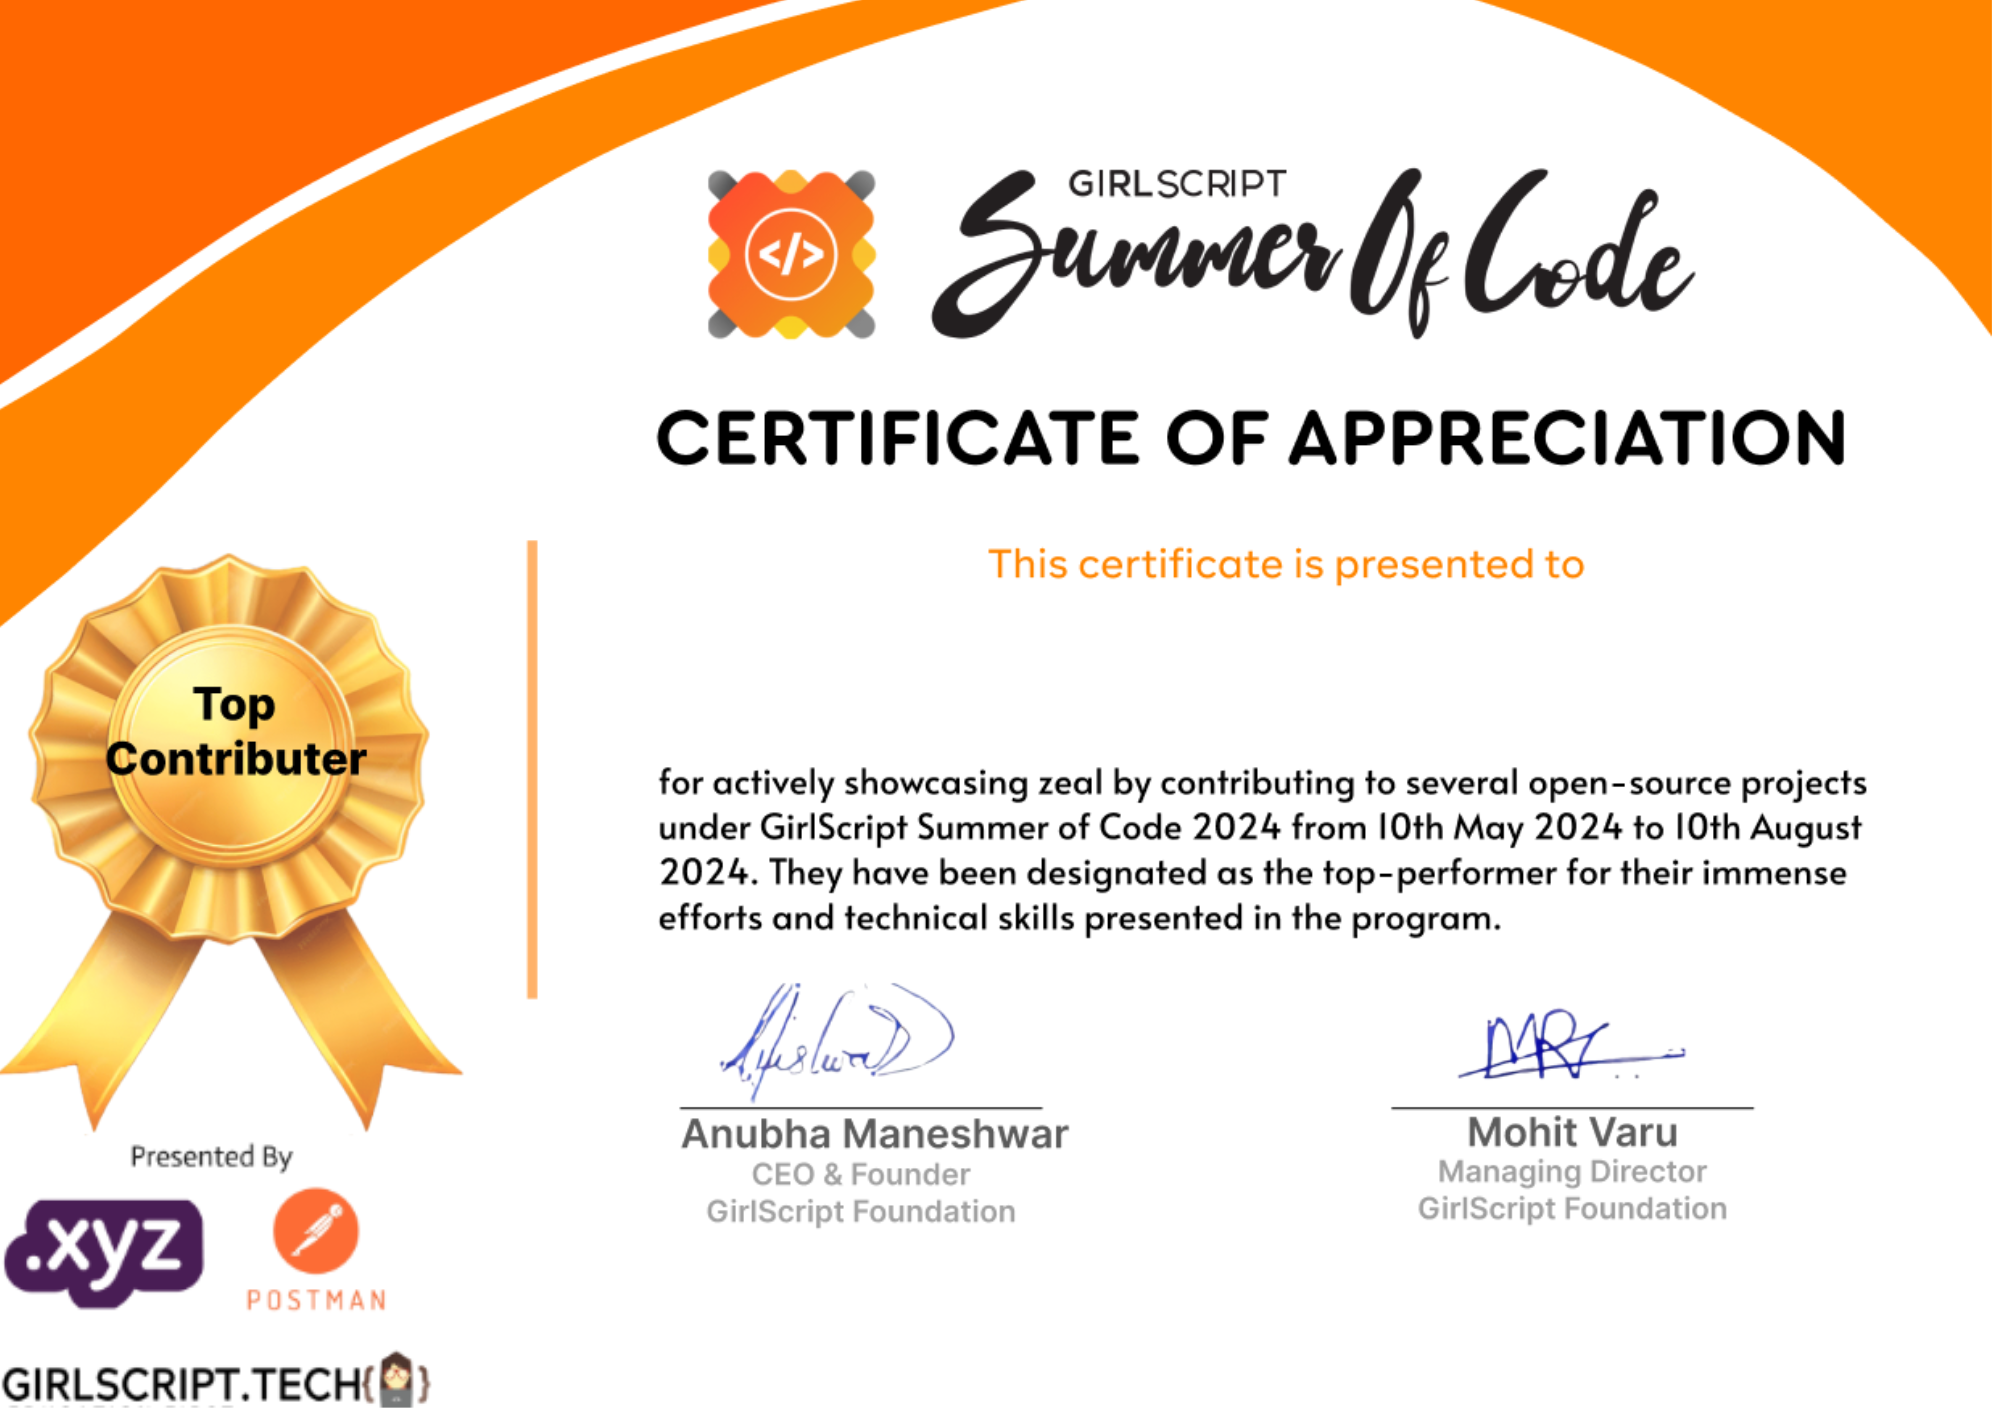 GIRLSCRIPT
Summer Of Code
</>
CERTIFICATE OF APPRECIATION
This certificate is presented to
Top
Contributer
for actively showcasing zeal by contributing to several open-source projects
under GirlScript Summer of Code 2024 from 10th May 2024 to 10th August
2024. They have been designated as the top-performer for their immense
efforts and technical skills presented in the program.
Anubha Maneshwar
CEO & Founder
GirlScript Foundation
Mohit Varu
Managing Director
GirlScript Foundation
Presented By
.xyz
POSTMAN
GIRLSCRIPT.TECH{}